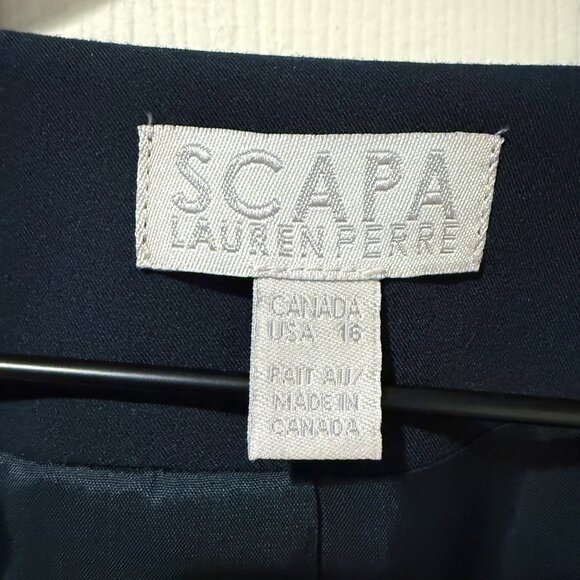 SCAPA
LAUREN PERRE
CANADA
USA 16
FAIT AU/
MADE IN
CANADA